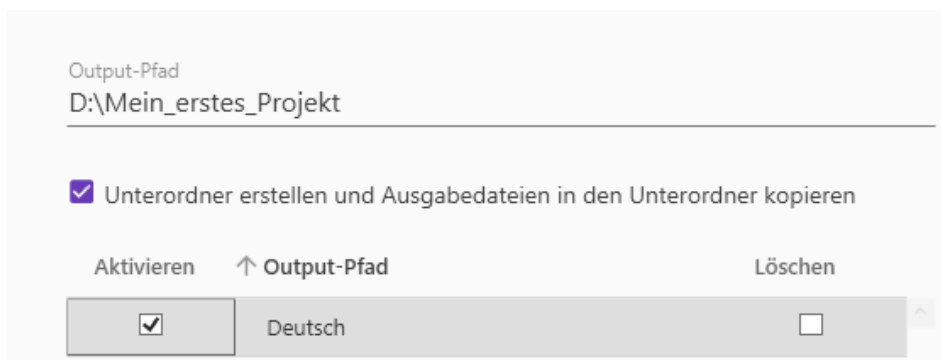 Output-Pfad
D:\Mein_erstes_Projekt
Unterordner erstellen und Ausgabedateien in den Unterordner kopieren
Aktivieren ↑ Output-Pfad Löschen
Deutsch